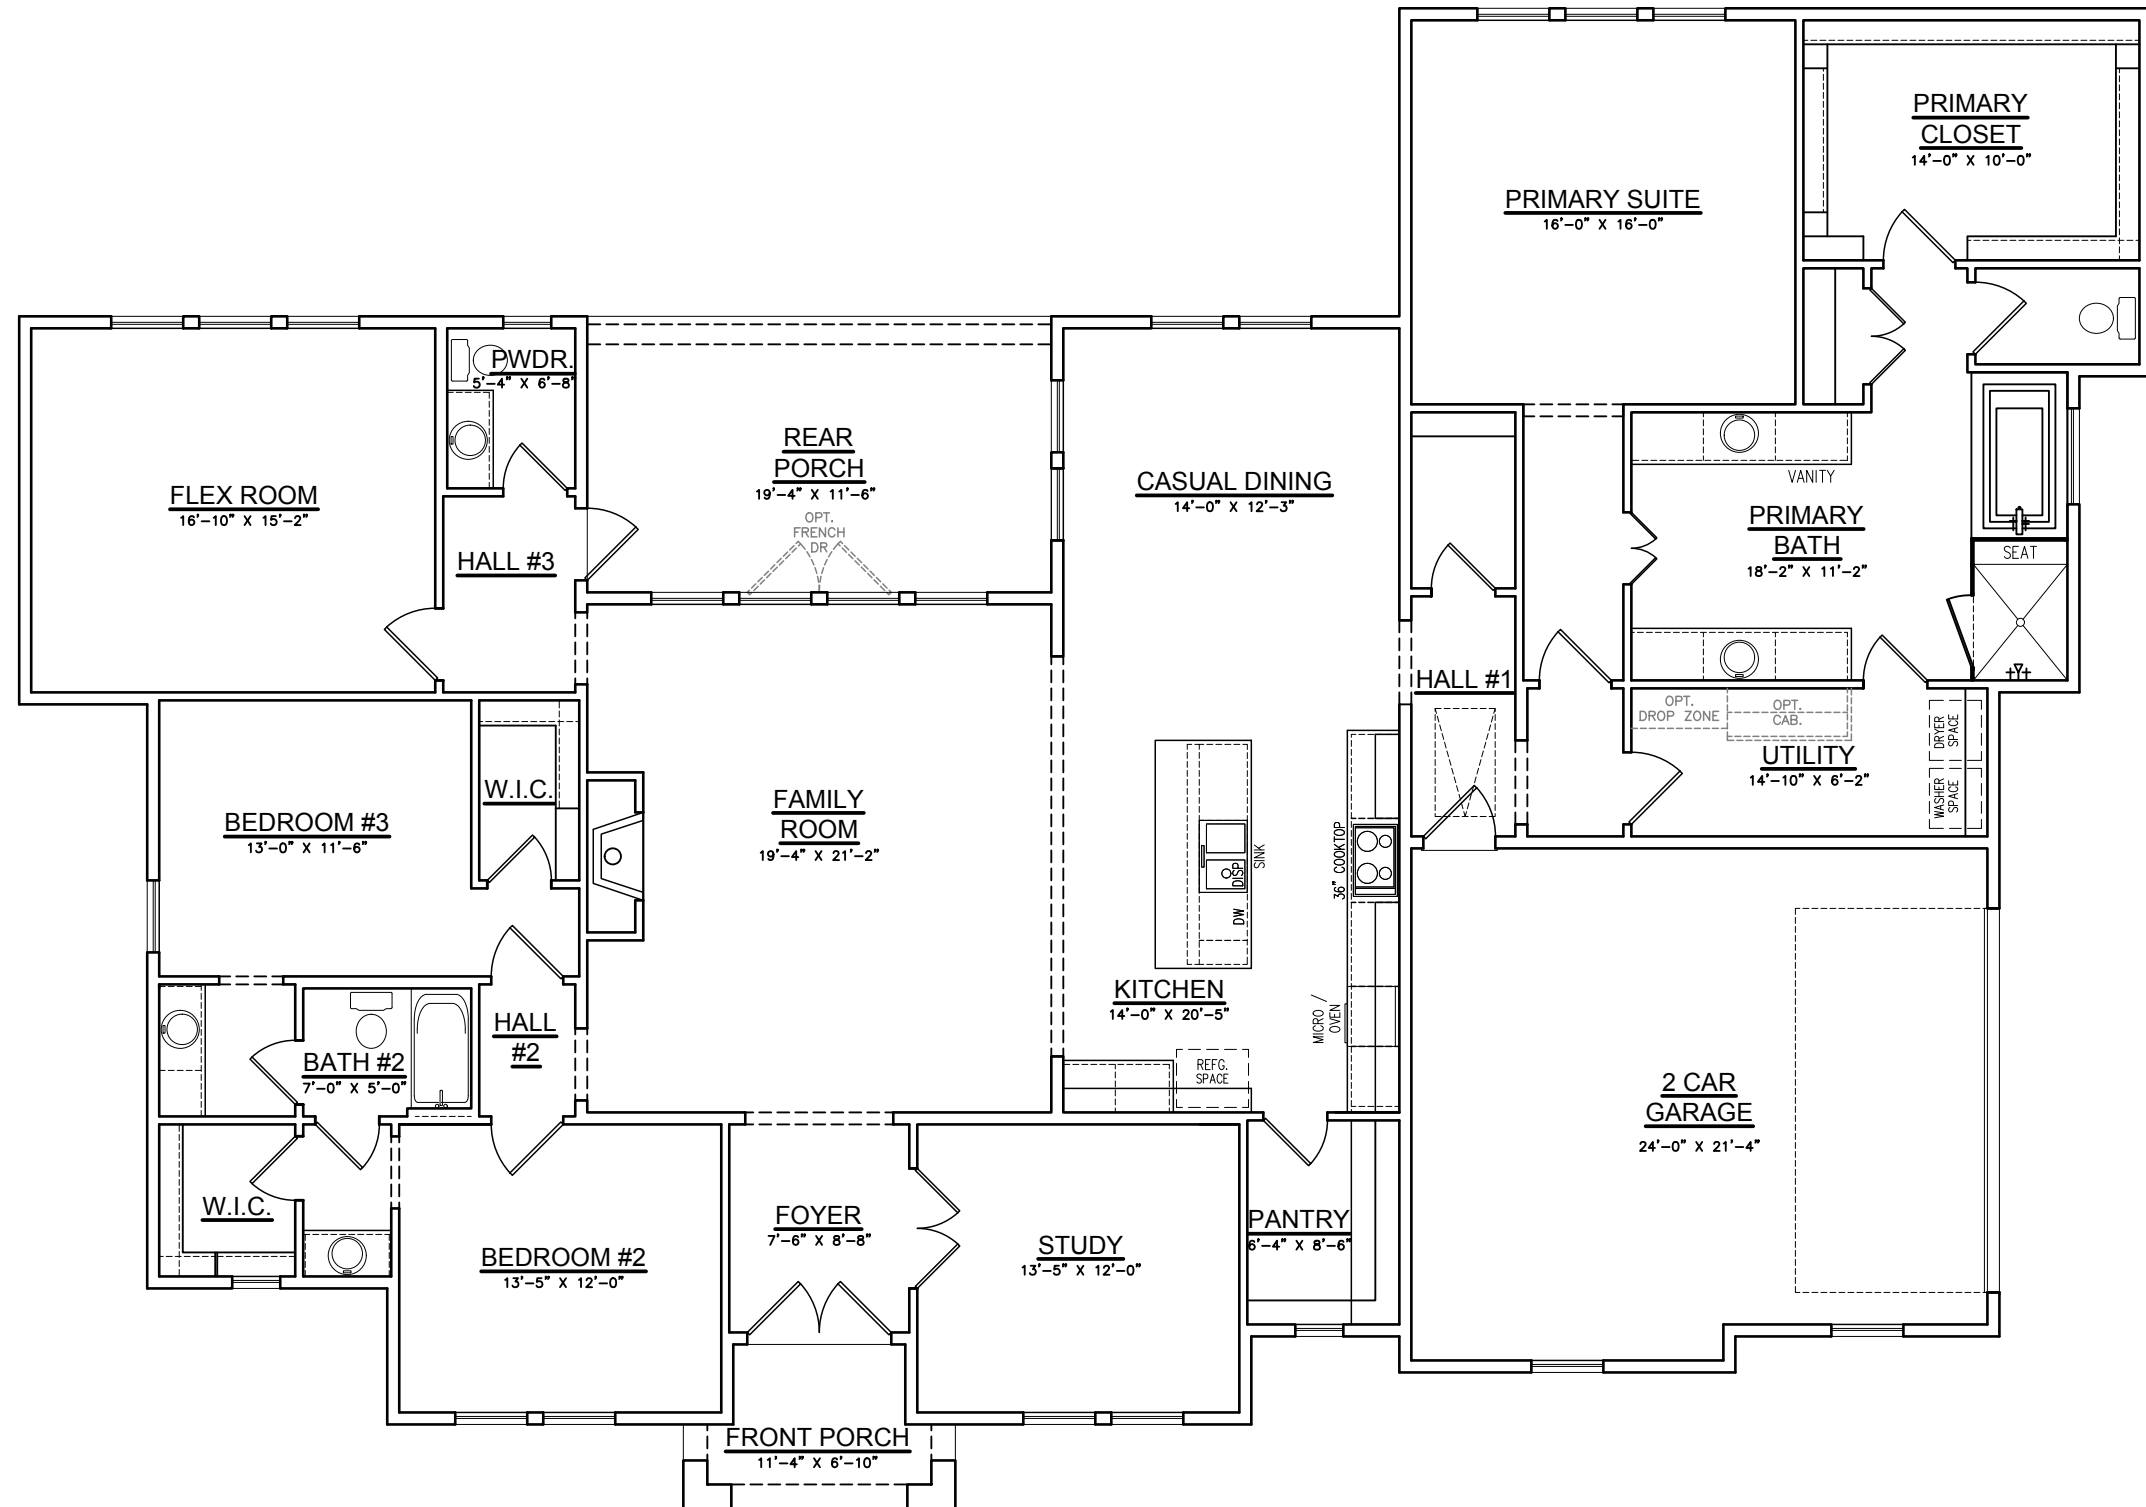 PRIMARY
CLOSET
14'-0" X 10'-0"
PRIMARY SUITE
16'-0" X 16'-0"
PWDR.
5'-4" X 6'-8"
REAR
PORCH
19'-4" X 11'-6"
OPT.
FRENCH
DR
FLEX ROOM
16'-10" X 15'-2"
HALL #3
CASUAL DINING
14'-0" X 12'-3"
VANITY
PRIMARY
BATH
18'-2" X 11'-2"
SEAT
HALL #1
OPT.
DROP ZONE
OPT.
CAB.
UTILITY
14'-10" X 6'-2"
DRYER
SPACE
WASHER
SPACE
W.I.C.
BEDROOM #3
13'-0" X 11'-6"
FAMILY
ROOM
19'-4" X 21'-2"
SINK
DISP
DW
36" COOKTOP
KITCHEN
14'-0" X 20'-5"
MICRO /
OVEN
REFG.
SPACE
HALL
#2
BATH #2
7'-0" X 5'-0"
2 CAR
GARAGE
24'-0" X 21'-4"
W.I.C.
BEDROOM #2
13'-5" X 12'-0"
FOYER
7'-6" X 8'-8"
STUDY
13'-5" X 12'-0"
PANTRY
6'-4" X 8'-6"
FRONT PORCH
11'-4" X 6'-10"